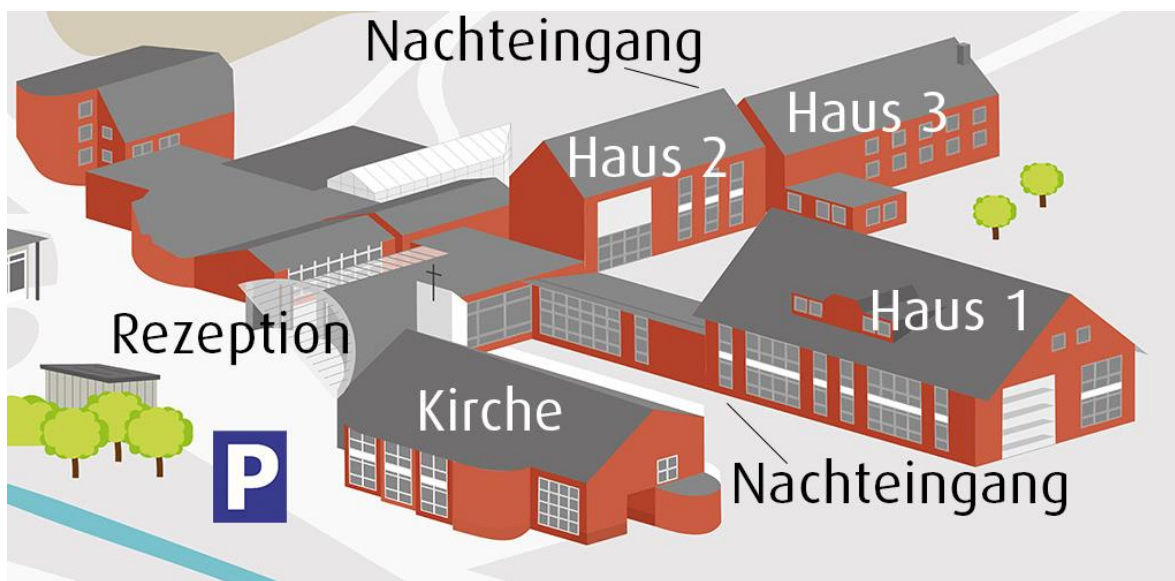 Nachteingang
Haus 3
Haus 2
Haus 1
Rezeption
Kirche
P
Nachteingang